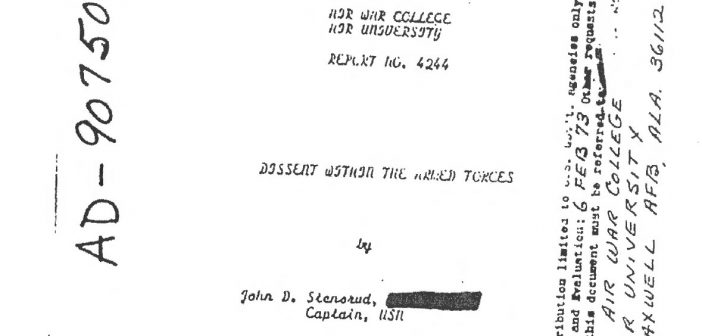 AIR WAR COLLEGE
AIR UNIVERSITY
REPORT NO. 4244
DISSENT WITHIN THE ARMED FORCES
by
John D. Stensrud,
Captain, USN
AD-90750
ribution limited to U.S. Gov't. agencies only
and Evaluation: 6 FEB 73 Other requests
his document must be referred to
AIR WAR COLLEGE
R UNIVERSITY
AXWELL AFB, ALA. 36112